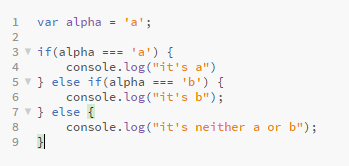 1 var alpha = 'a';
2
3 if(alpha === 'a') {
4 console.log("it's a")
5 } else if(alpha === 'b') {
6 console.log("it's b");
7 } else {
8 console.log("it's neither a or b");
9 }